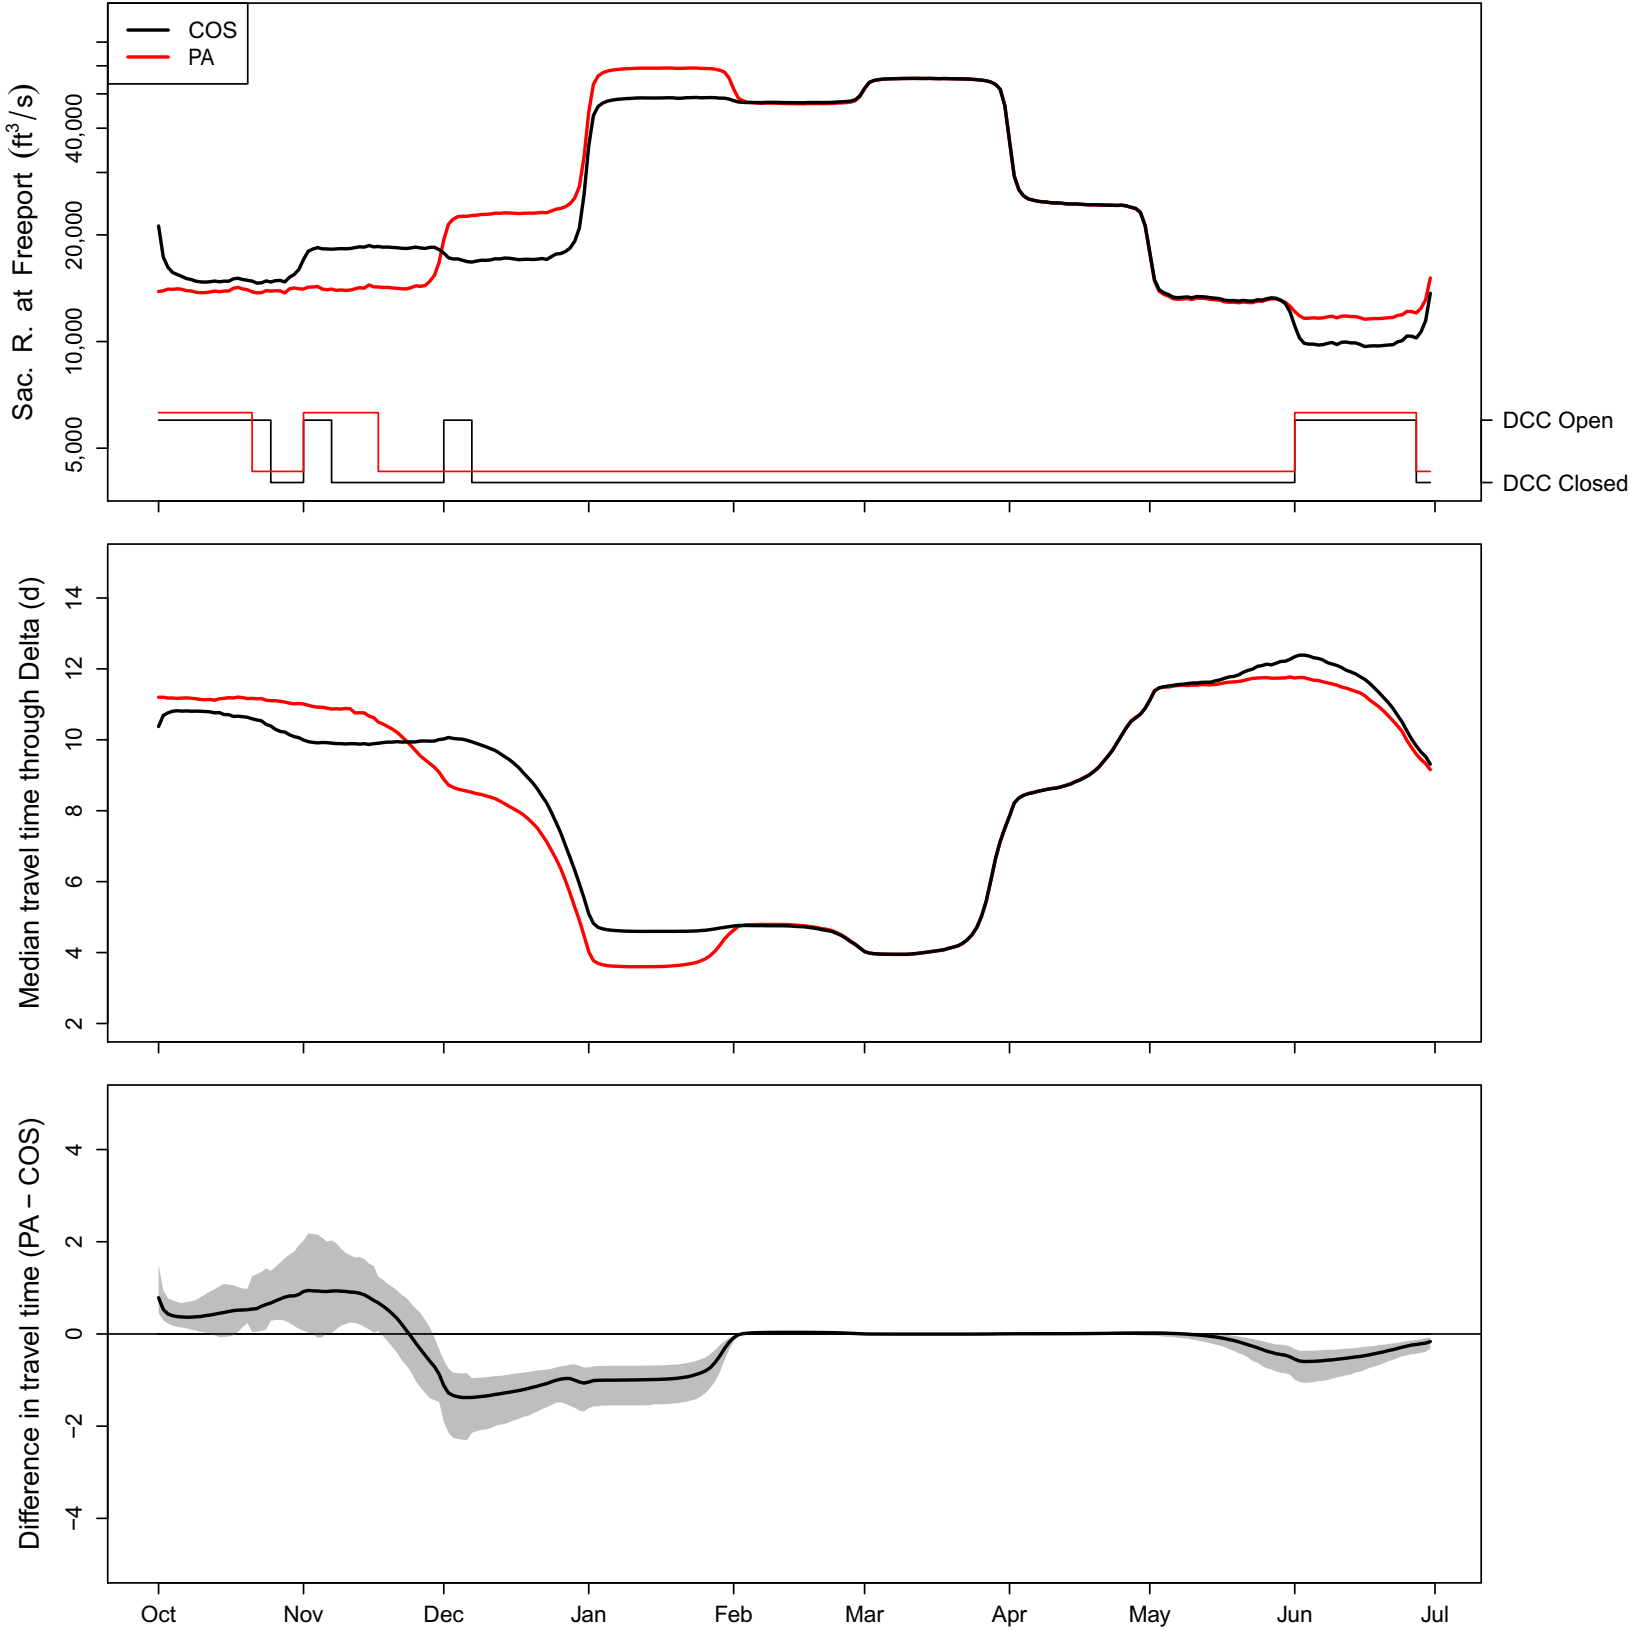 COS
PA
Sac. R. at Freeport (ft³/s)
40,000
20,000
10,000
5,000
DCC Open
DCC Closed
Median travel time through Delta (d)
14
12
10
8
6
4
2
Difference in travel time (PA − COS)
4
2
0
−2
−4
Oct Nov Dec Jan Feb Mar Apr May Jun Jul